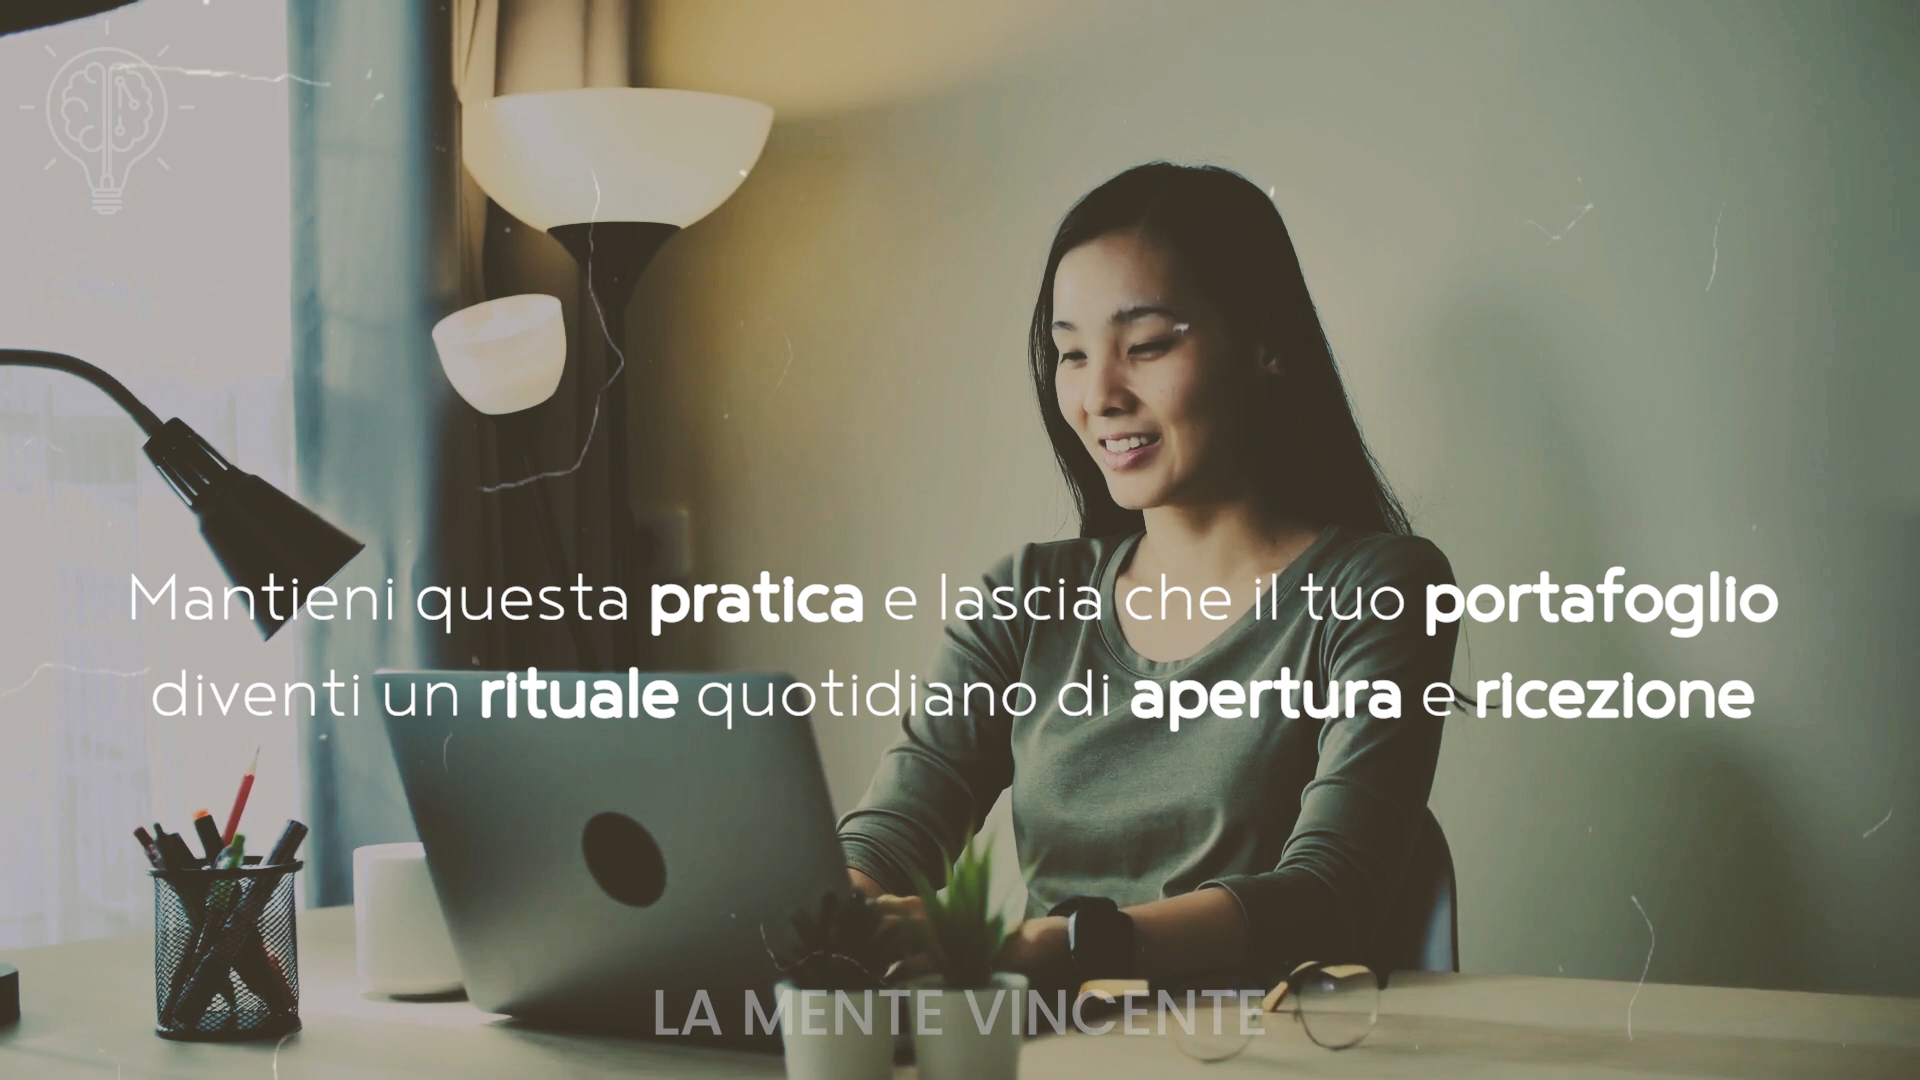 Mantieni questa pratica e lascia che il tuo portafoglio
diventi un rituale quotidiano di apertura e ricezione
LA MENTE VINCENTE